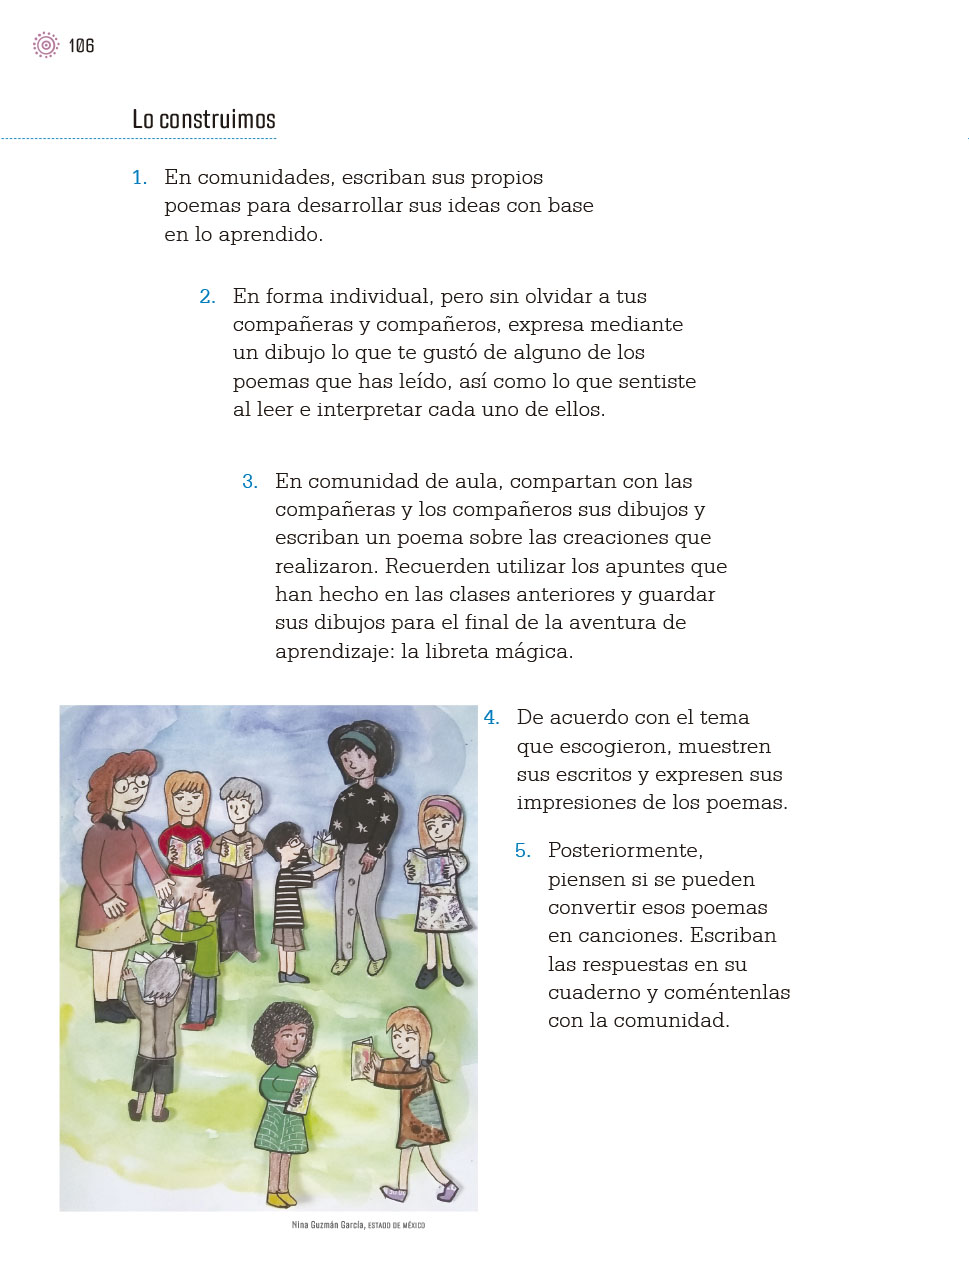 106
Lo construimos
1. En comunidades, escriban sus propios
poemas para desarrollar sus ideas con base
en lo aprendido.
2. En forma individual, pero sin olvidar a tus
compañeras y compañeros, expresa mediante
un dibujo lo que te gustó de alguno de los
poemas que has leído, así como lo que sentiste
al leer e interpretar cada uno de ellos.
3. En comunidad de aula, compartan con las
compañeras y los compañeros sus dibujos y
escriban un poema sobre las creaciones que
realizaron. Recuerden utilizar los apuntes que
han hecho en las clases anteriores y guardar
sus dibujos para el final de la aventura de
aprendizaje: la libreta mágica.
4. De acuerdo con el tema
que escogieron, muestren
sus escritos y expresen sus
impresiones de los poemas.
5. Posteriormente,
piensen si se pueden
convertir esos poemas
en canciones. Escriban
las respuestas en su
cuaderno y coméntenlas
con la comunidad.
Nina Guzmán García, ESTADO DE MÉXICO